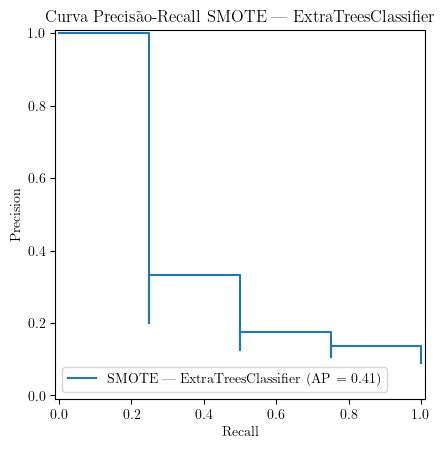 Curva Precisão-Recall SMOTE — ExtraTreesClassifier
1.0
0.8
0.6
0.4
0.2
0.0
Precision
SMOTE — ExtraTreesClassifier (AP = 0.41)
0.0 0.2 0.4 0.6 0.8 1.0
Recall